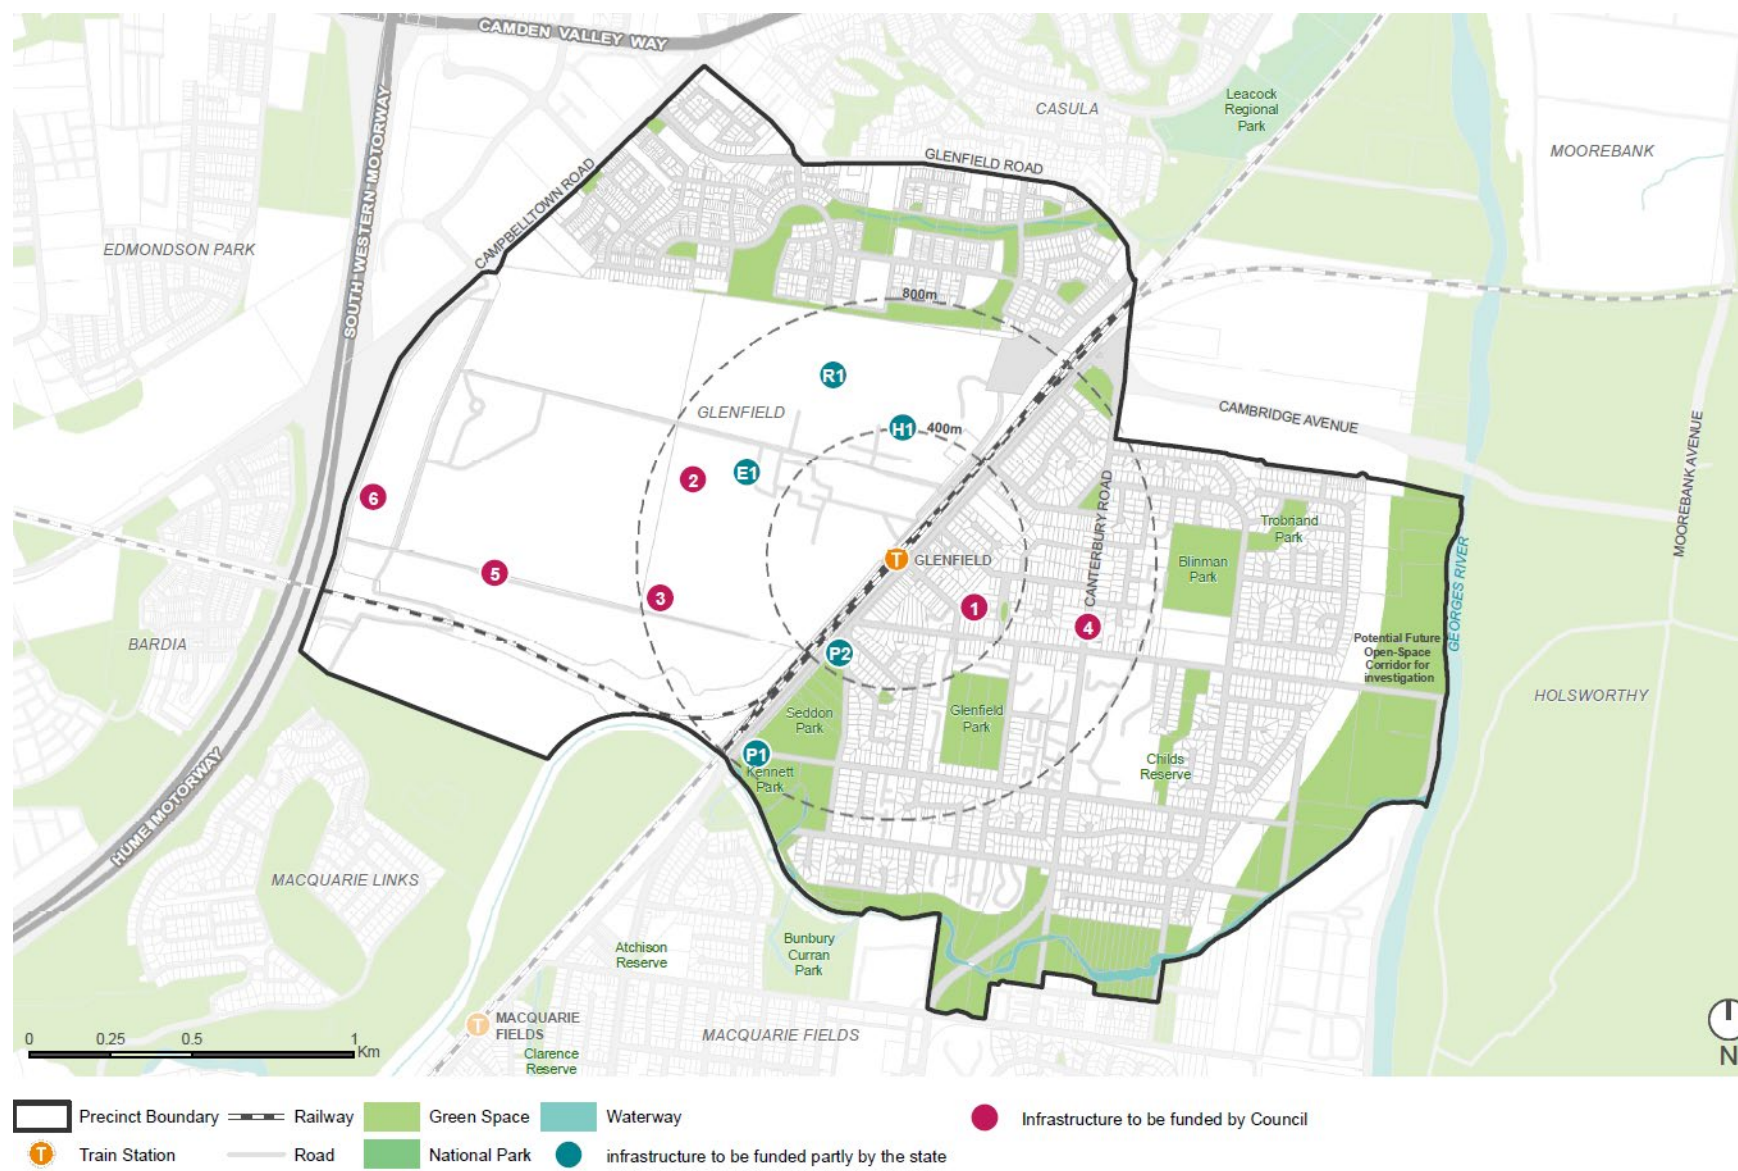 CAMDEN VALLEY WAY
Leacock
Regional
Park
CASULA
MOOREBANK
GLENFIELD ROAD
CAMPBELLTOWN ROAD
SOUTH WESTERN MOTORWAY
EDMONDSON PARK
800m
R1
GLENFIELD
H1
400m
CAMBRIDGE AVENUE
MOOREBANK AVENUE
E1
2
6
CANTERBURY ROAD
Trobriand
Park
T
GLENFIELD
Blinman
Park
GEORGES RIVER
5
3
1
4
BARDIA
P2
Potential Future
Open-Space
Corridor for
investigation
HOLSWORTHY
Seddon
Park
Glenfield
Park
P1
Kennett
Park
Childs
Reserve
HUME MOTORWAY
MACQUARIE LINKS
Atchison
Reserve
Bunbury
Curran
Park
T
MACQUARIE
FIELDS
MACQUARIE FIELDS
Clarence
Reserve
0 0.25 0.5 1
Km
N
Precinct Boundary
Railway
Green Space
Waterway
Infrastructure to be funded by Council
T
Train Station
Road
National Park
infrastructure to be funded partly by the state